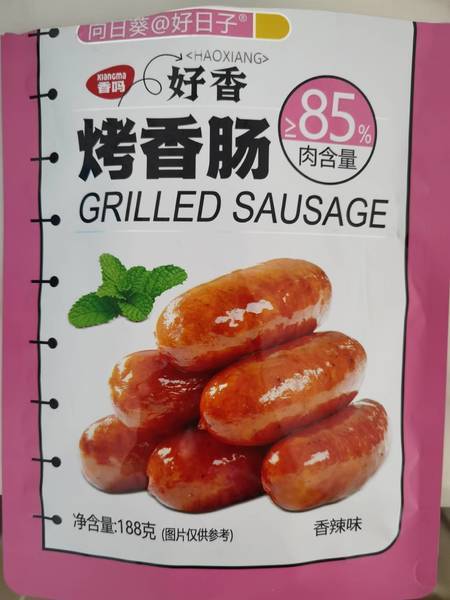 向日葵@好日子®
<HAOXIANG>
xiangma
香吗
好香
≥85%
肉含量
烤香肠
GRILLED SAUSAGE
净含量:188克 (图片仅供参考)
香辣味